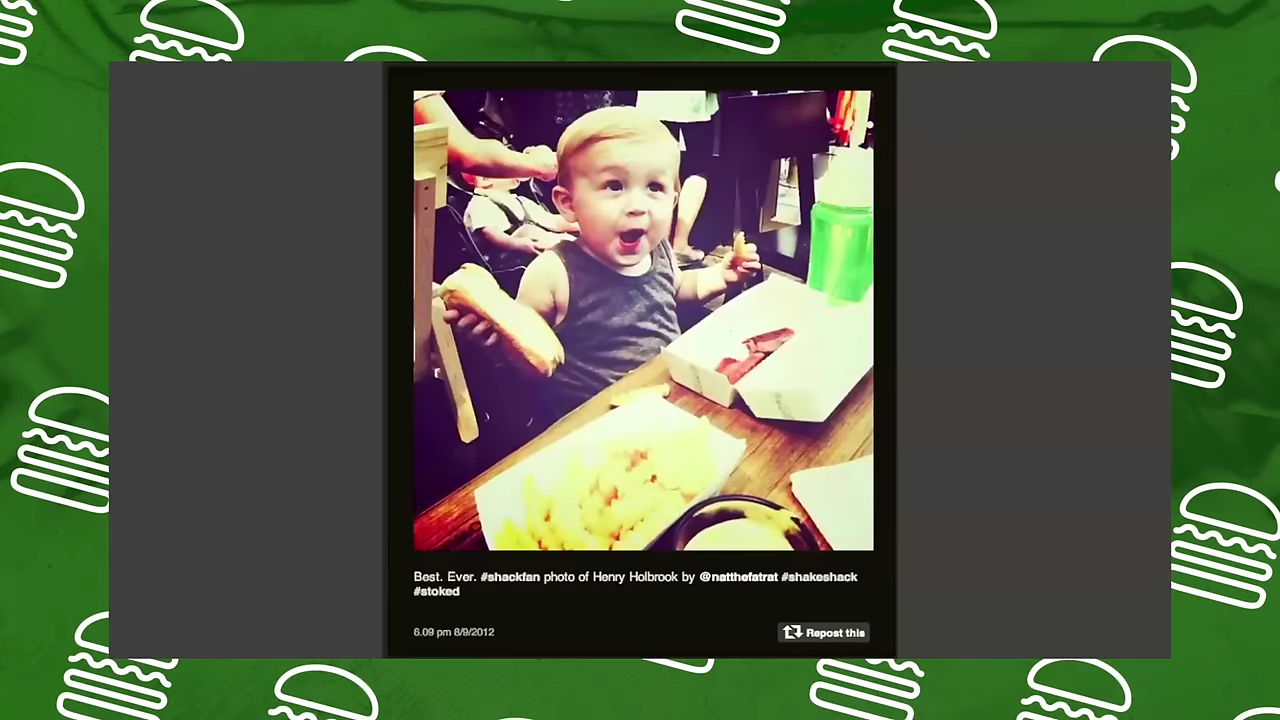 Best. Ever. #shackfan photo of Henry Holbrook by @natthefatrat #shakeshack
#stoked
6.09 pm 8/9/2012
Repost this